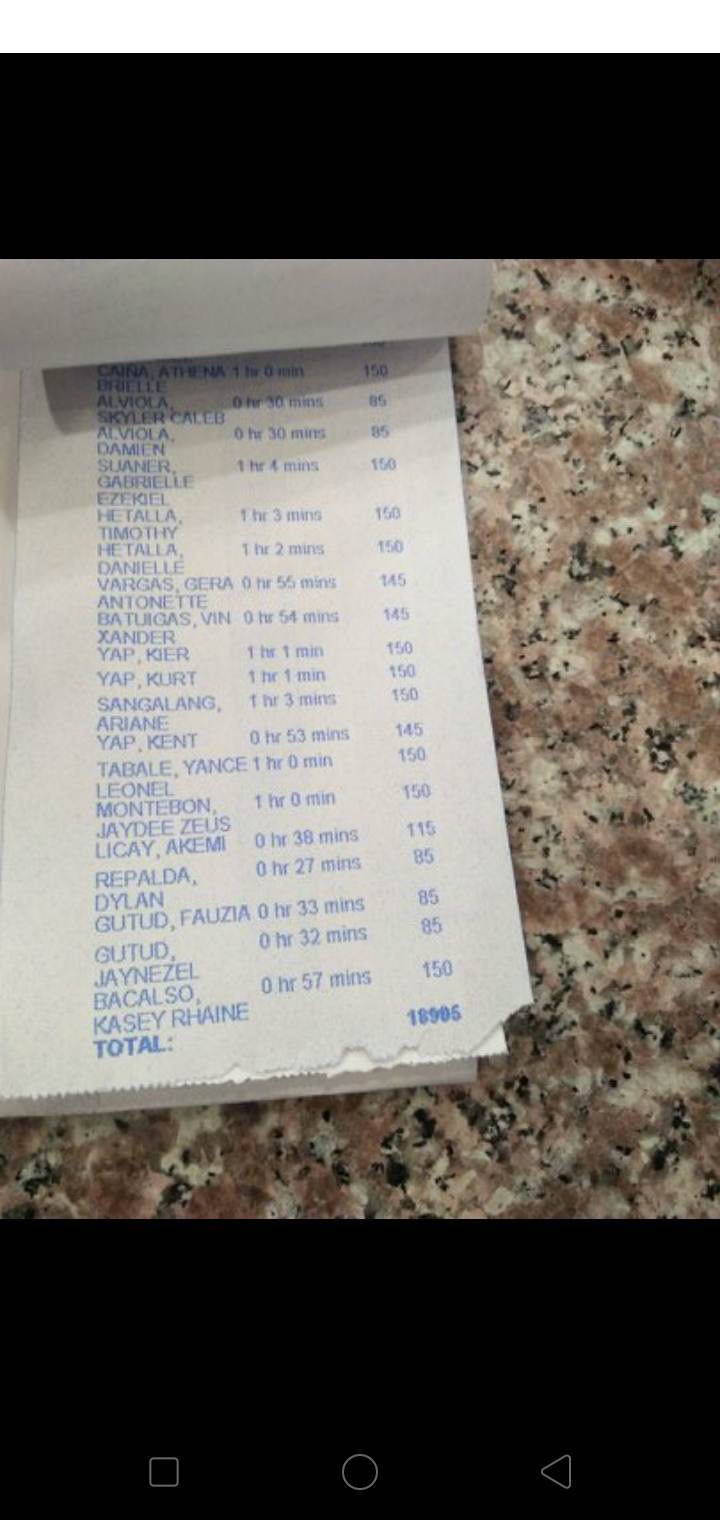 CAINA, ATHENA 1 hr 0 min 150
BRIELLE
ALVIOLA, 0 hr 30 mins 85
SKYLER CALEB
ALVIOLA, 0 hr 30 mins 85
DAMIEN
SUANER, 1 hr 4 mins 150
GABRIELLE
EZEKIEL
HETALLA, 1 hr 3 mins 150
TIMOTHY
HETALLA, 1 hr 2 mins 150
DANIELLE
VARGAS, GERA 0 hr 55 mins 145
ANTONETTE
BATUIGAS, VIN 0 hr 54 mins 145
XANDER
YAP, KIER 1 hr 1 min 150
YAP, KURT 1 hr 1 min 150
SANGALANG, 1 hr 3 mins 150
ARIANE
YAP, KENT 0 hr 53 mins 145
TABALE, YANCE 1 hr 0 min 150
LEONEL
MONTEBON, 1 hr 0 min 150
JAYDEE ZEUS
LICAY, AKEMI 0 hr 38 mins 115
REPALDA, 0 hr 27 mins 85
DYLAN
GUTUD, FAUZIA 0 hr 33 mins 85
GUTUD, 0 hr 32 mins 85
JAYNEZEL
BACALSO, 0 hr 57 mins 150
KASEY RHAINE
TOTAL: 18905